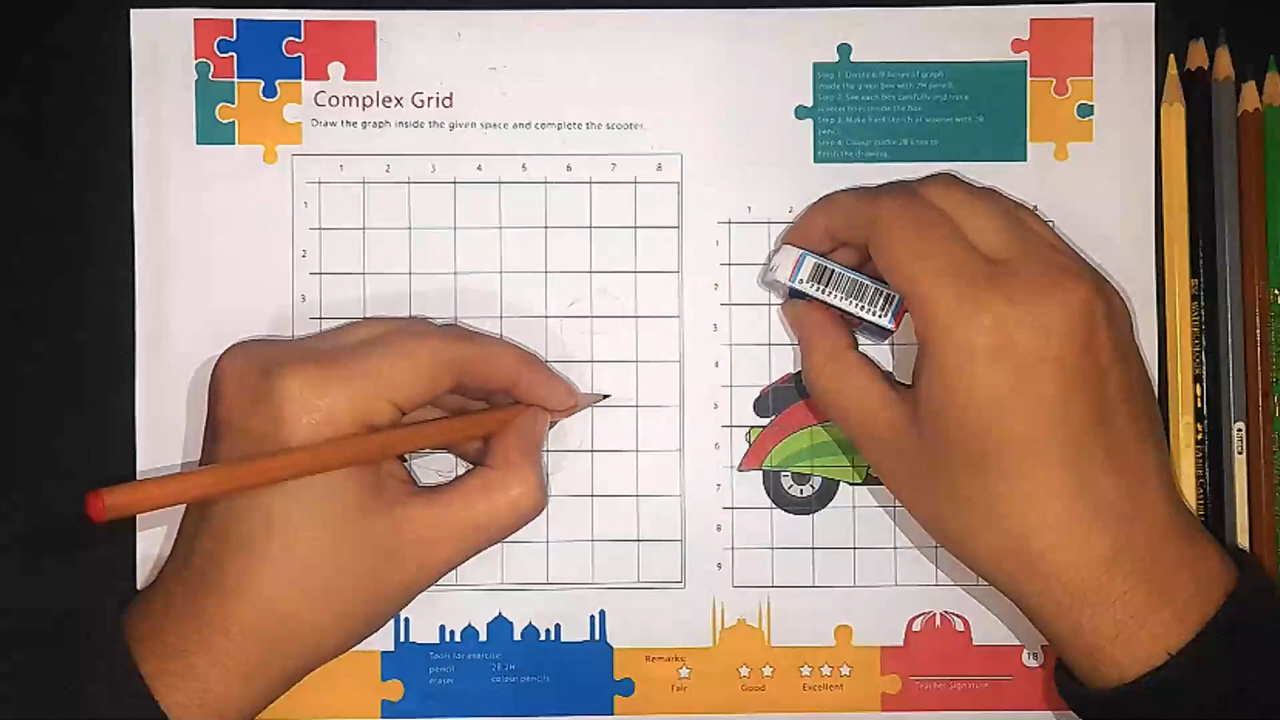 Complex Grid
Draw the graph inside the given space and complete the scooter.
Step 1. Divide 8/9 boxes of graph
inside the given box with 2H pencil.
Step 2. See each box carefully and trace
scooter lines inside the box.
Step 3. Make hard sketch of scooter with 2B
pencil.
Step 4. Colour inside 2B lines to
finish the drawing.
1 2 3 4 5 6 7 8
1
2
3
1 2
1
2
3
4
5
6
7
8
9
Tools for exercise:
pencil 2B,2H
eraser colour pencils
Remarks:
Fair Good Excellent
Teacher Signature
18